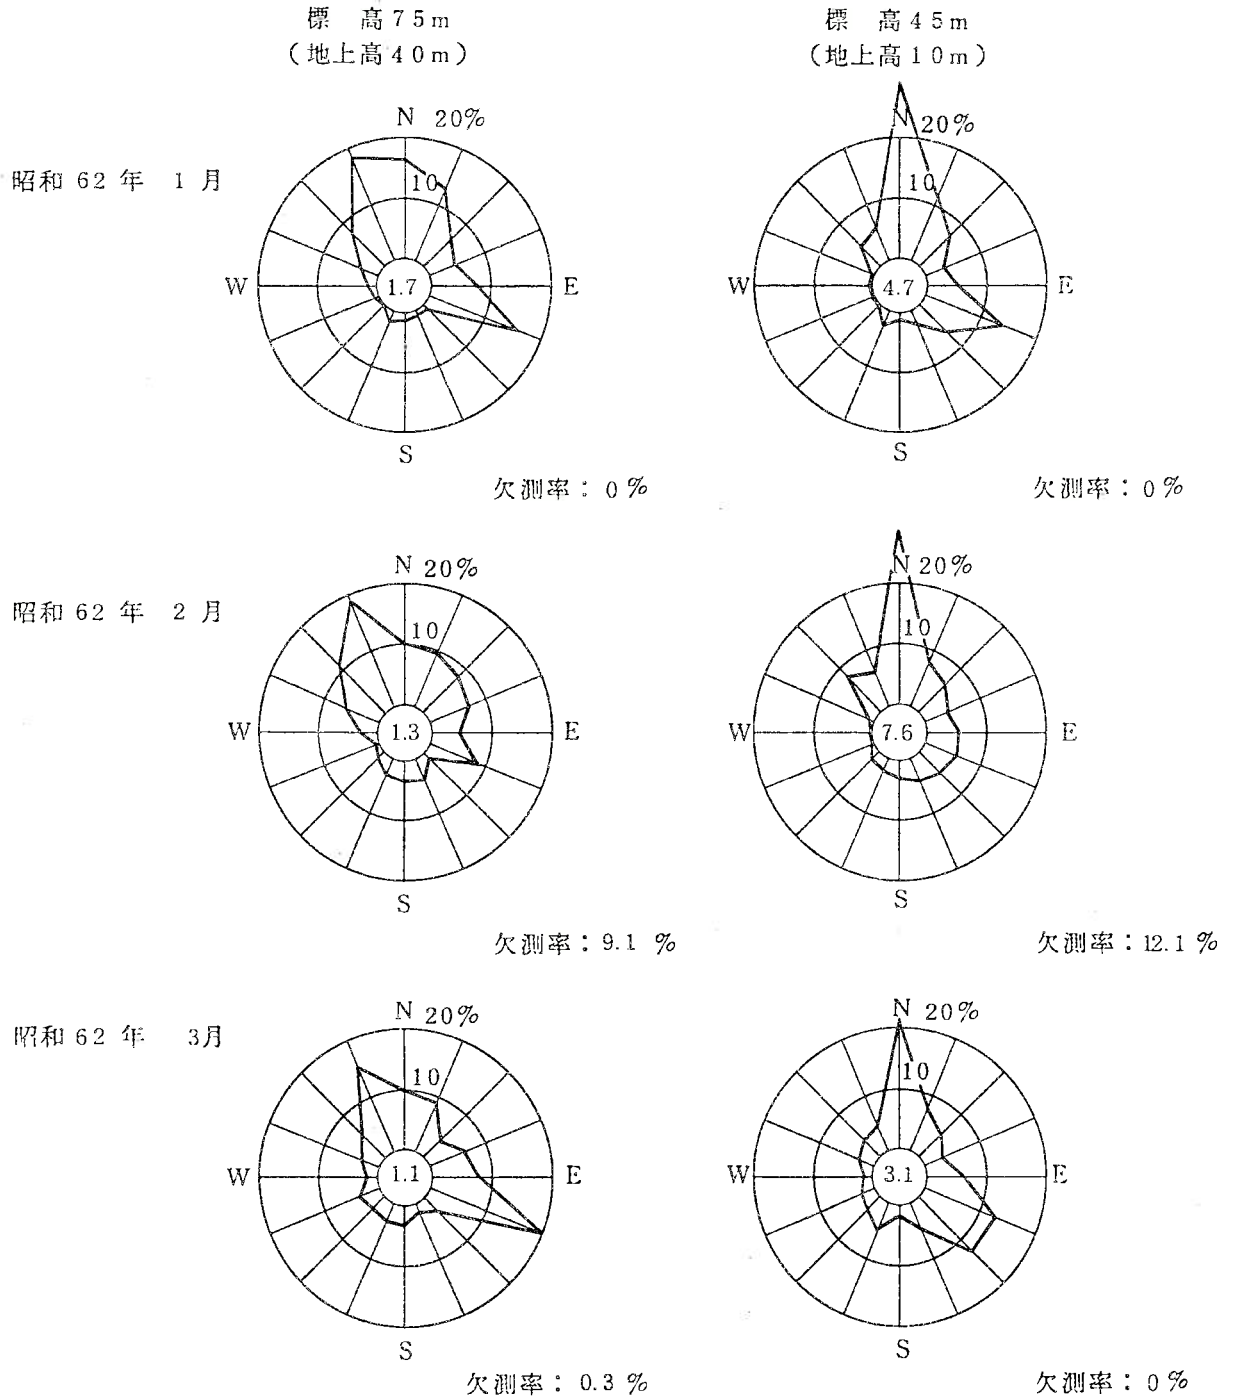 標 高 75m
(地上高40m)
標 高 45m
(地上高10m)
昭和 62 年 1 月
N 20%
10
W 1.7 E
S
欠測率:0%
N 20%
10
W 4.7 E
S
欠測率:0%
昭和 62 年 2 月
N 20%
10
W 1.3 E
S
欠測率:9.1 %
N 20%
10
W 7.6 E
S
欠測率:12.1 %
昭和 62 年 3月
N 20%
10
W 1.1 E
S
欠測率:0.3 %
N 20%
10
W 3.1 E
S
欠測率:0%